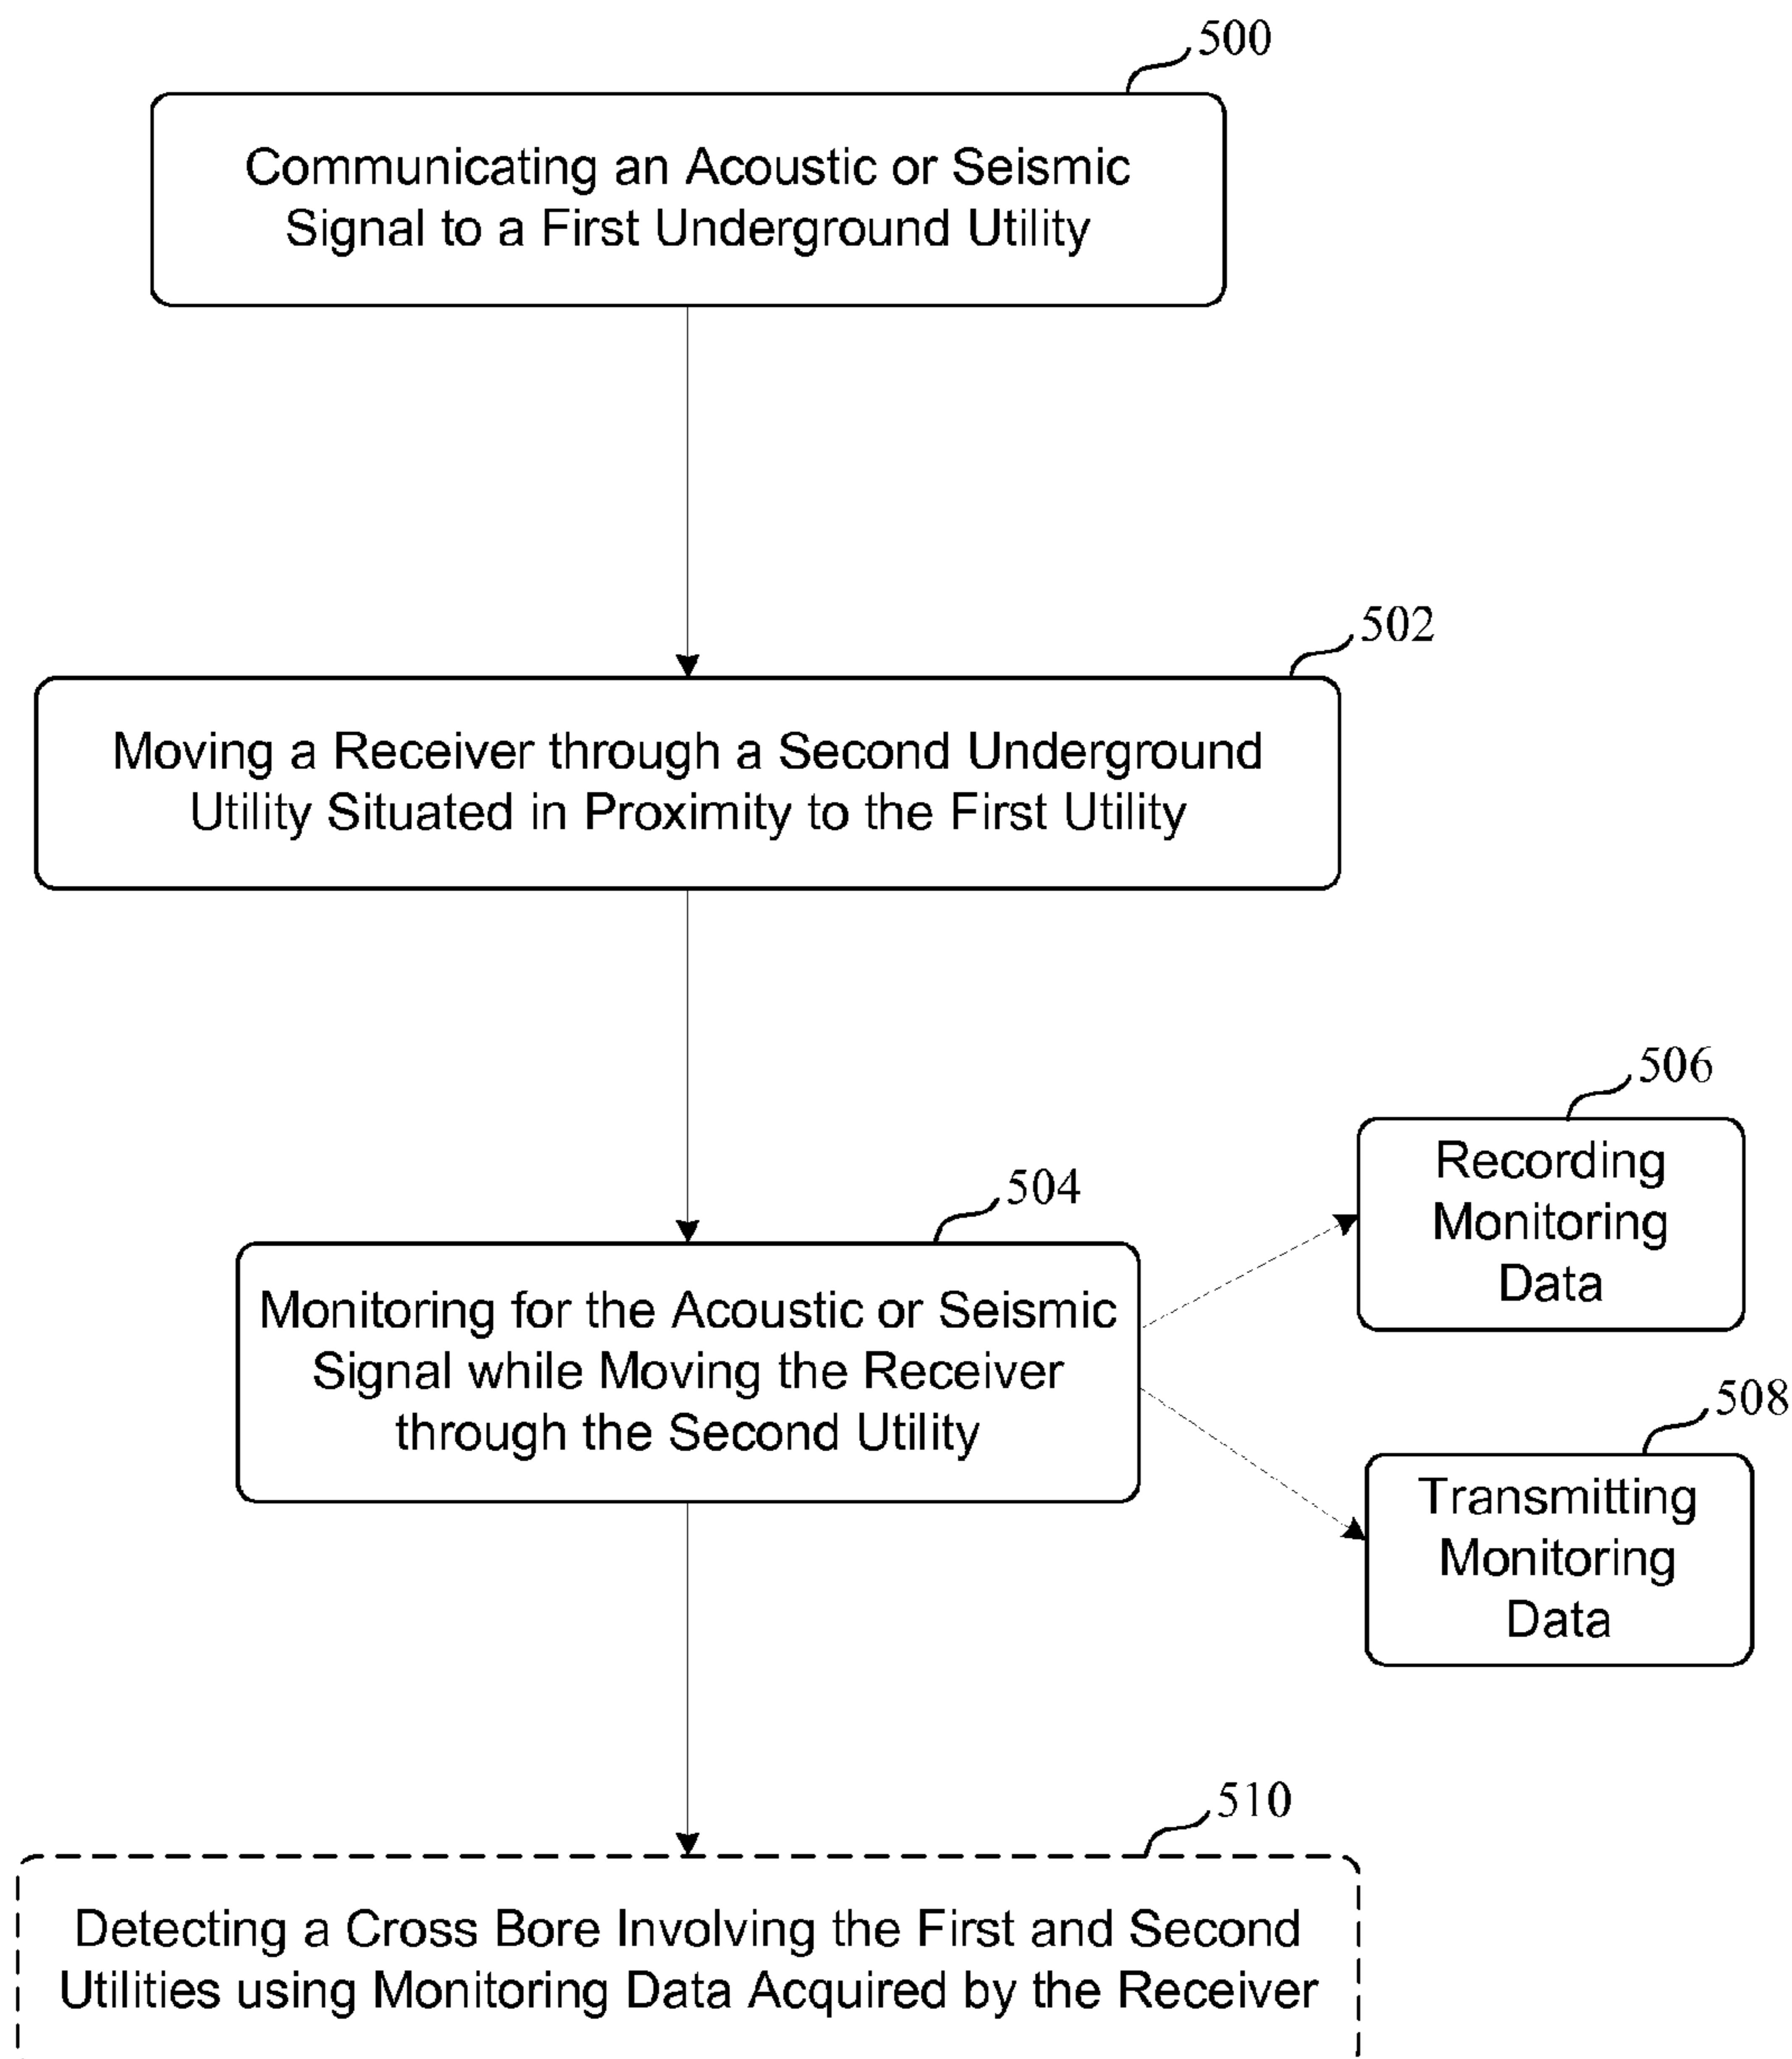 500
Communicating an Acoustic or Seismic
Signal to a First Underground Utility
502
Moving a Receiver through a Second Underground
Utility Situated in Proximity to the First Utility
504
Monitoring for the Acoustic or Seismic
Signal while Moving the Receiver
through the Second Utility
506
Recording
Monitoring
Data
508
Transmitting
Monitoring
Data
510
Detecting a Cross Bore Involving the First and Second
Utilities using Monitoring Data Acquired by the Receiver